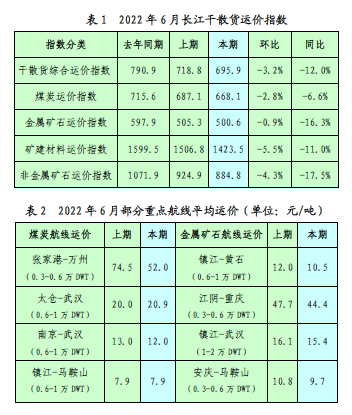 表 1 2022 年 6 月长江干散货运价指数
指数分类 去年同期 上期 本期 环比 同比
干散货综合运价指数 790.9 718.8 695.9 -3.2% -12.0%
煤炭运价指数 715.6 687.1 668.1 -2.8% -6.6%
金属矿石运价指数 597.9 505.3 500.6 -0.9% -16.3%
矿建材料运价指数 1599.5 1506.8 1423.5 -5.5% -11.0%
非金属矿石运价指数 1071.9 924.9 884.8 -4.3% -17.5%
表 2 2022 年 6 月部分重点航线平均运价（单位：元/吨）
煤炭航线运价 上期 本期 金属矿石航线运价 上期 本期
张家港-万州 74.5 52.0 镇江-黄石 12.0 10.5
(0.3-0.6 万 DWT) (0.6-1 万 DWT)
太仓-武汉 20.0 20.9 江阴-重庆 47.7 44.4
(0.6-1 万 DWT) (0.3-0.6 万 DWT)
南京-武汉 13.0 12.0 镇江-武汉 16.1 15.4
(0.6-1 万 DWT) (1-2 万 DWT)
镇江-马鞍山 7.9 7.9 安庆-马鞍山 10.8 9.7
(0.6-1 万 DWT) (0.3-0.6 万 DWT)